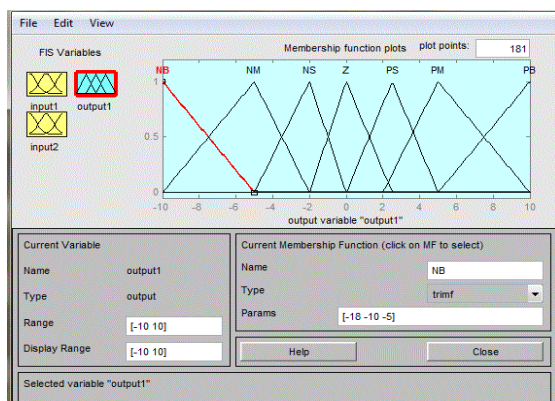 File Edit View
FIS Variables
Membership function plots plot points: 181
NB NM NS Z PS PM PB
1
0.5
0
-10 -8 -6 -4 -2 0 2 4 6 8 10
output variable "output1"
input1 output1
input2
Current Variable
Name output1
Type output
Range [-10 10]
Display Range [-10 10]
Current Membership Function (click on MF to select)
Name NB
Type trimf
Params [-18 -10 -5]
Help Close
Selected variable "output1"